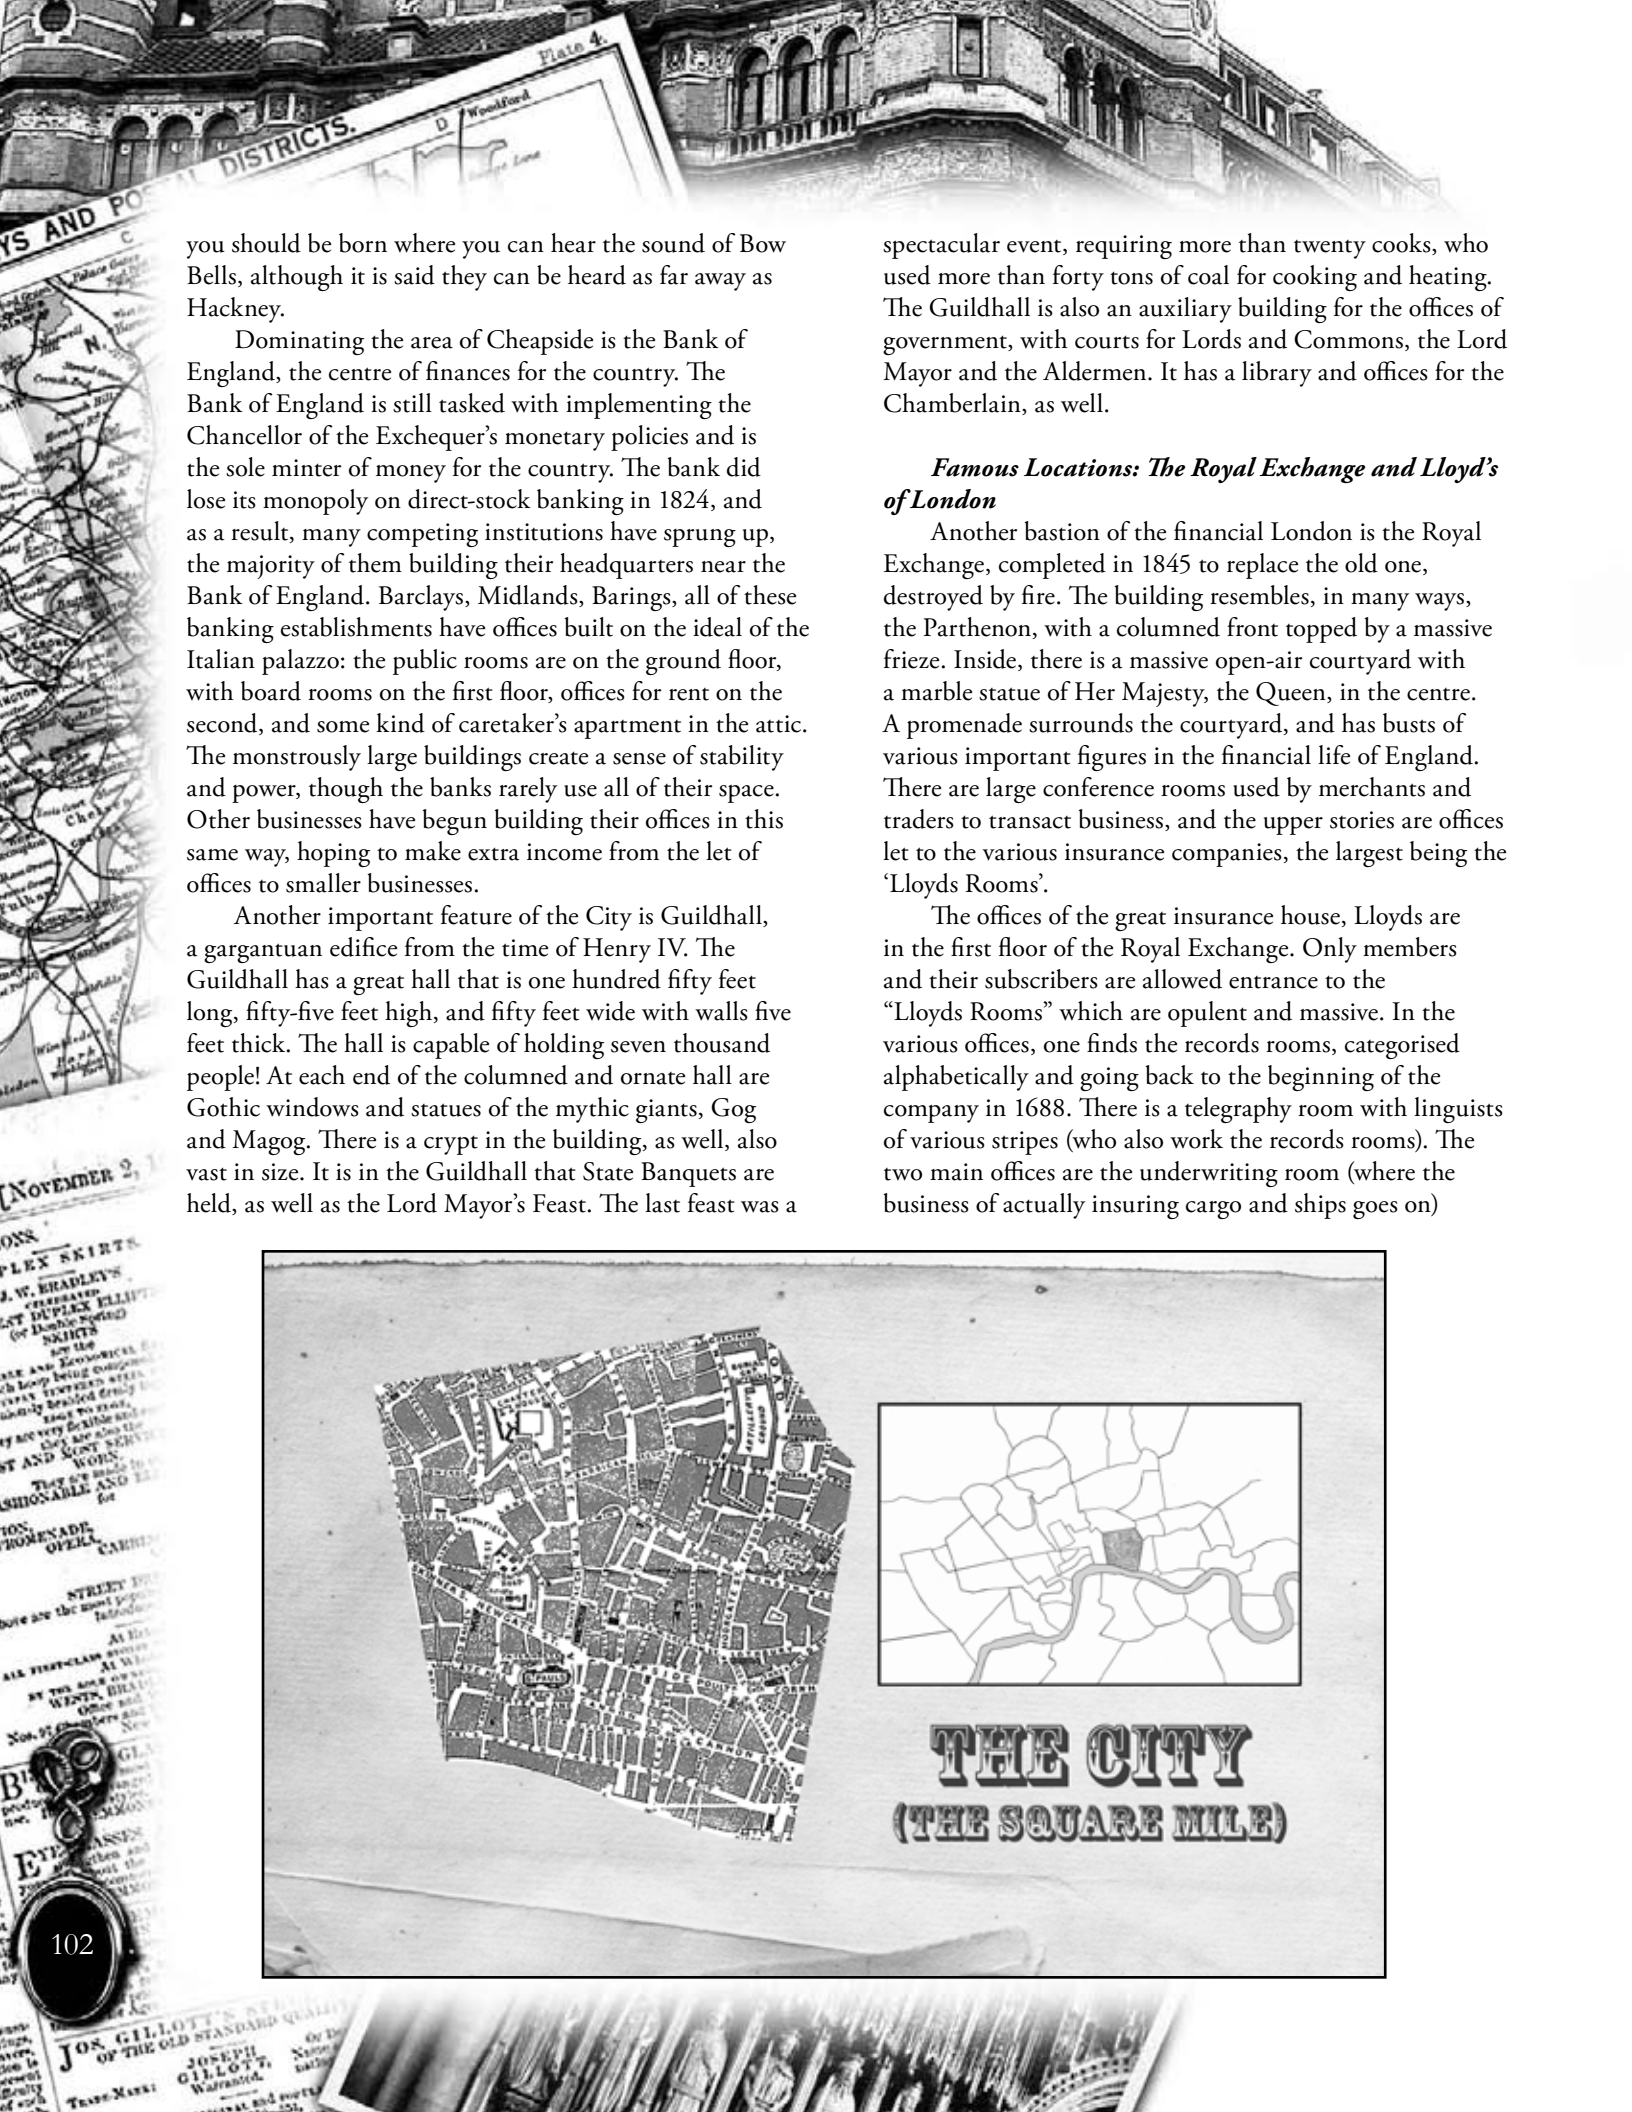 Plate 4.
DISTRICTS.
D
Woodford
YS AND PO
C
N.
you should be born where you can hear the sound of Bow
Bells, although it is said they can be heard as far away as
Hackney.
Dominating the area of Cheapside is the Bank of
England, the centre of finances for the country. The
Bank of England is still tasked with implementing the
Chancellor of the Exchequer's monetary policies and is
the sole minter of money for the country. The bank did
lose its monopoly on direct-stock banking in 1824, and
as a result, many competing institutions have sprung up,
the majority of them building their headquarters near the
Bank of England. Barclays, Midlands, Barings, all of these
banking establishments have offices built on the ideal of the
Italian palazzo: the public rooms are on the ground floor,
with board rooms on the first floor, offices for rent on the
second, and some kind of caretaker's apartment in the attic.
The monstrously large buildings create a sense of stability
and power, though the banks rarely use all of their space.
Other businesses have begun building their offices in this
same way, hoping to make extra income from the let of
offices to smaller businesses.
Another important feature of the City is Guildhall,
a gargantuan edifice from the time of Henry IV. The
Guildhall has a great hall that is one hundred fifty feet
long, fifty-five feet high, and fifty feet wide with walls five
feet thick. The hall is capable of holding seven thousand
people! At each end of the columned and ornate hall are
Gothic windows and statues of the mythic giants, Gog
and Magog. There is a crypt in the building, as well, also
vast in size. It is in the Guildhall that State Banquets are
held, as well as the Lord Mayor's Feast. The last feast was a
spectacular event, requiring more than twenty cooks, who
used more than forty tons of coal for cooking and heating.
The Guildhall is also an auxiliary building for the offices of
government, with courts for Lords and Commons, the Lord
Mayor and the Aldermen. It has a library and offices for the
Chamberlain, as well.
Famous Locations: The Royal Exchange and Lloyd's
of London
Another bastion of the financial London is the Royal
Exchange, completed in 1845 to replace the old one,
destroyed by fire. The building resembles, in many ways,
the Parthenon, with a columned front topped by a massive
frieze. Inside, there is a massive open-air courtyard with
a marble statue of Her Majesty, the Queen, in the centre.
A promenade surrounds the courtyard, and has busts of
various important figures in the financial life of England.
There are large conference rooms used by merchants and
traders to transact business, and the upper stories are offices
let to the various insurance companies, the largest being the
‘Lloyds Rooms’.
The offices of the great insurance house, Lloyds are
in the first floor of the Royal Exchange. Only members
and their subscribers are allowed entrance to the
“Lloyds Rooms” which are opulent and massive. In the
various offices, one finds the records rooms, categorised
alphabetically and going back to the beginning of the
company in 1688. There is a telegraphy room with linguists
of various stripes (who also work the records rooms). The
two main offices are the underwriting room (where the
business of actually insuring cargo and ships goes on)
[NOVEMBER 2,
PLEX SKIRTS
J. W. BRADLEY'S
SKIRTS
WORN
PROMENADE
OPERA,
STREET
ARTILLERY GROUND
SMITHFIELD
NEWGATE ST
ST PAULS
CANNON ST
THE CITY
(THE SQUARE MILE)
102
JOS. GILLOTT'S
OF THE OLD STANDARD QUALITY
JOSEPH
GILLOTT,
Warranted.
TRADE MARK: